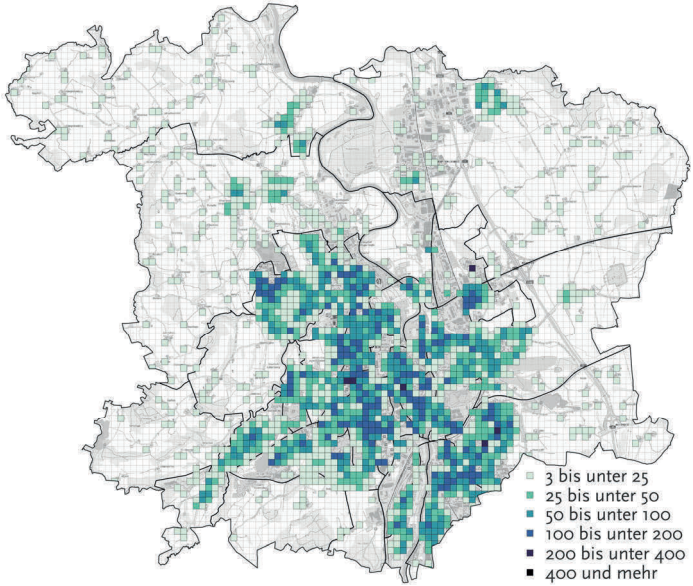 3 bis unter 25
25 bis unter 50
50 bis unter 100
100 bis unter 200
200 bis unter 400
400 und mehr